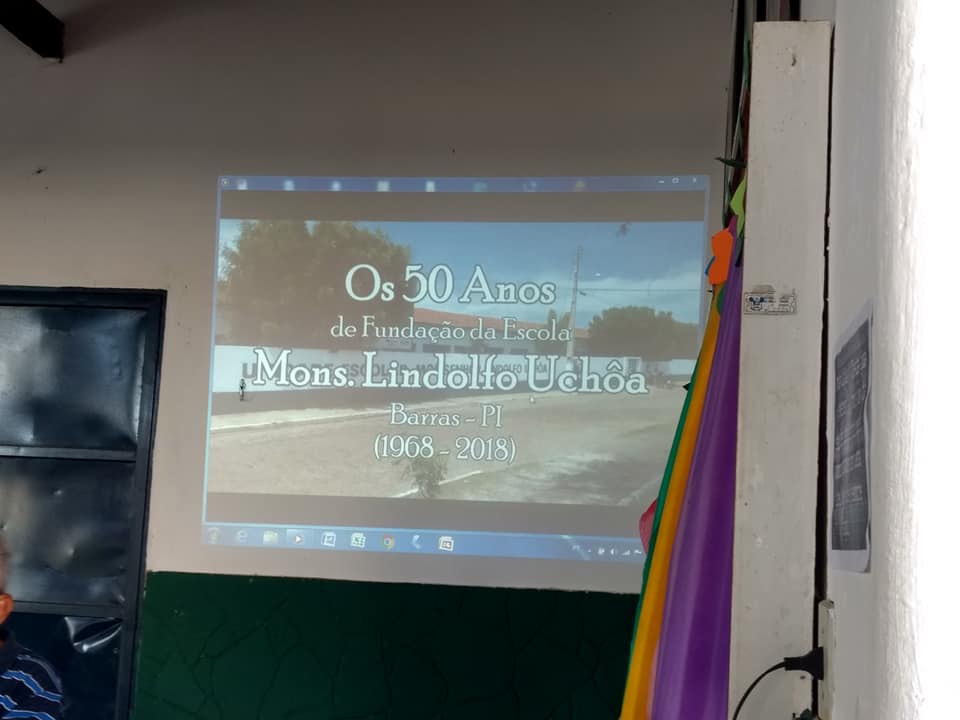 Os 50 Anos
de Fundação da Escola
Mons. Lindolfo Uchôa
Barras - PI
(1968 - 2018)